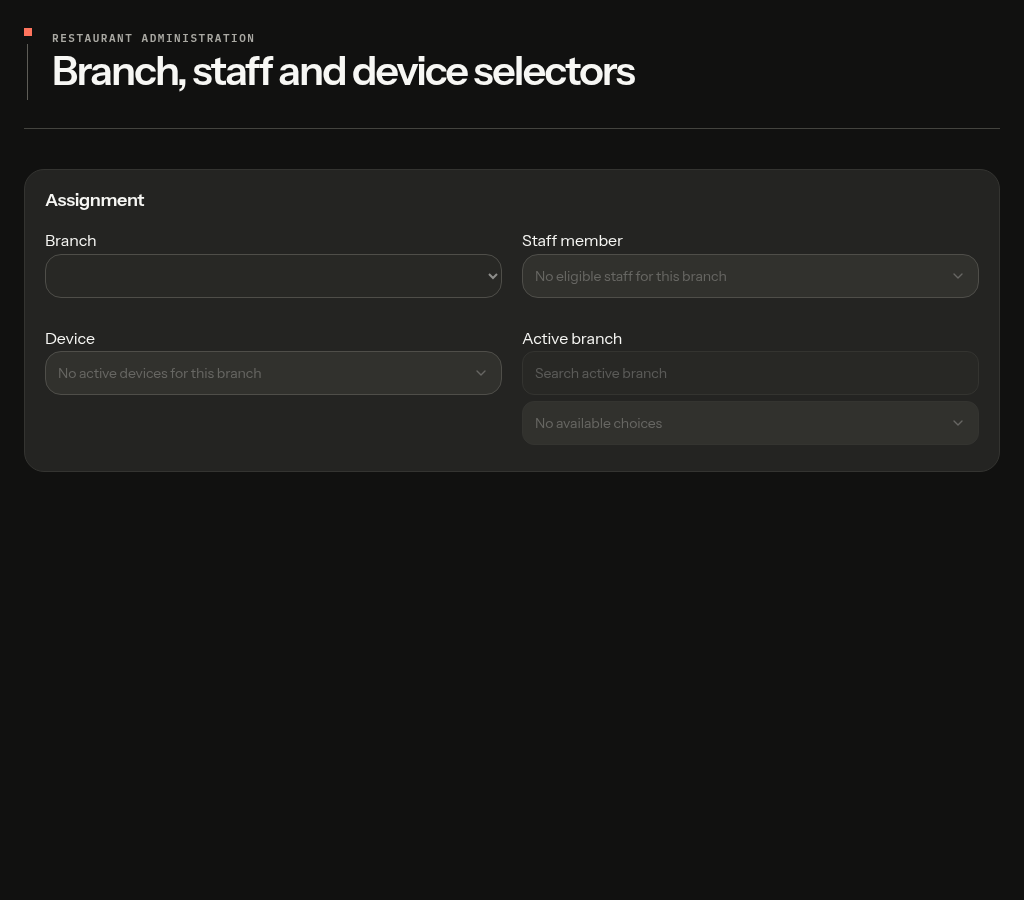 RESTAURANT ADMINISTRATION
Branch, staff and device selectors
Assignment
Branch
Staff member
No eligible staff for this branch
Device
No active devices for this branch
Active branch
Search active branch
No available choices